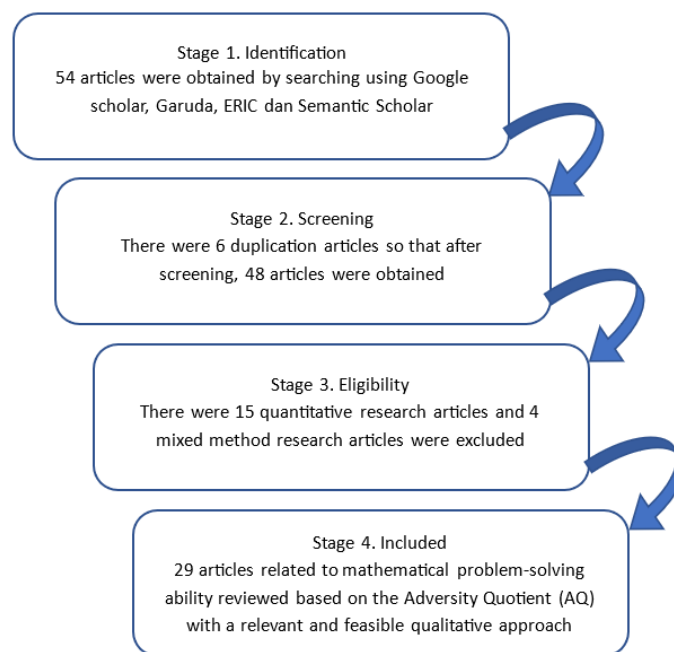 Stage 1. Identification
54 articles were obtained by searching using Google
scholar, Garuda, ERIC dan Semantic Scholar
Stage 2. Screening
There were 6 duplication articles so that after
screening, 48 articles were obtained
Stage 3. Eligibility
There were 15 quantitative research articles and 4
mixed method research articles were excluded
Stage 4. Included
29 articles related to mathematical problem-solving
ability reviewed based on the Adversity Quotient (AQ)
with a relevant and feasible qualitative approach